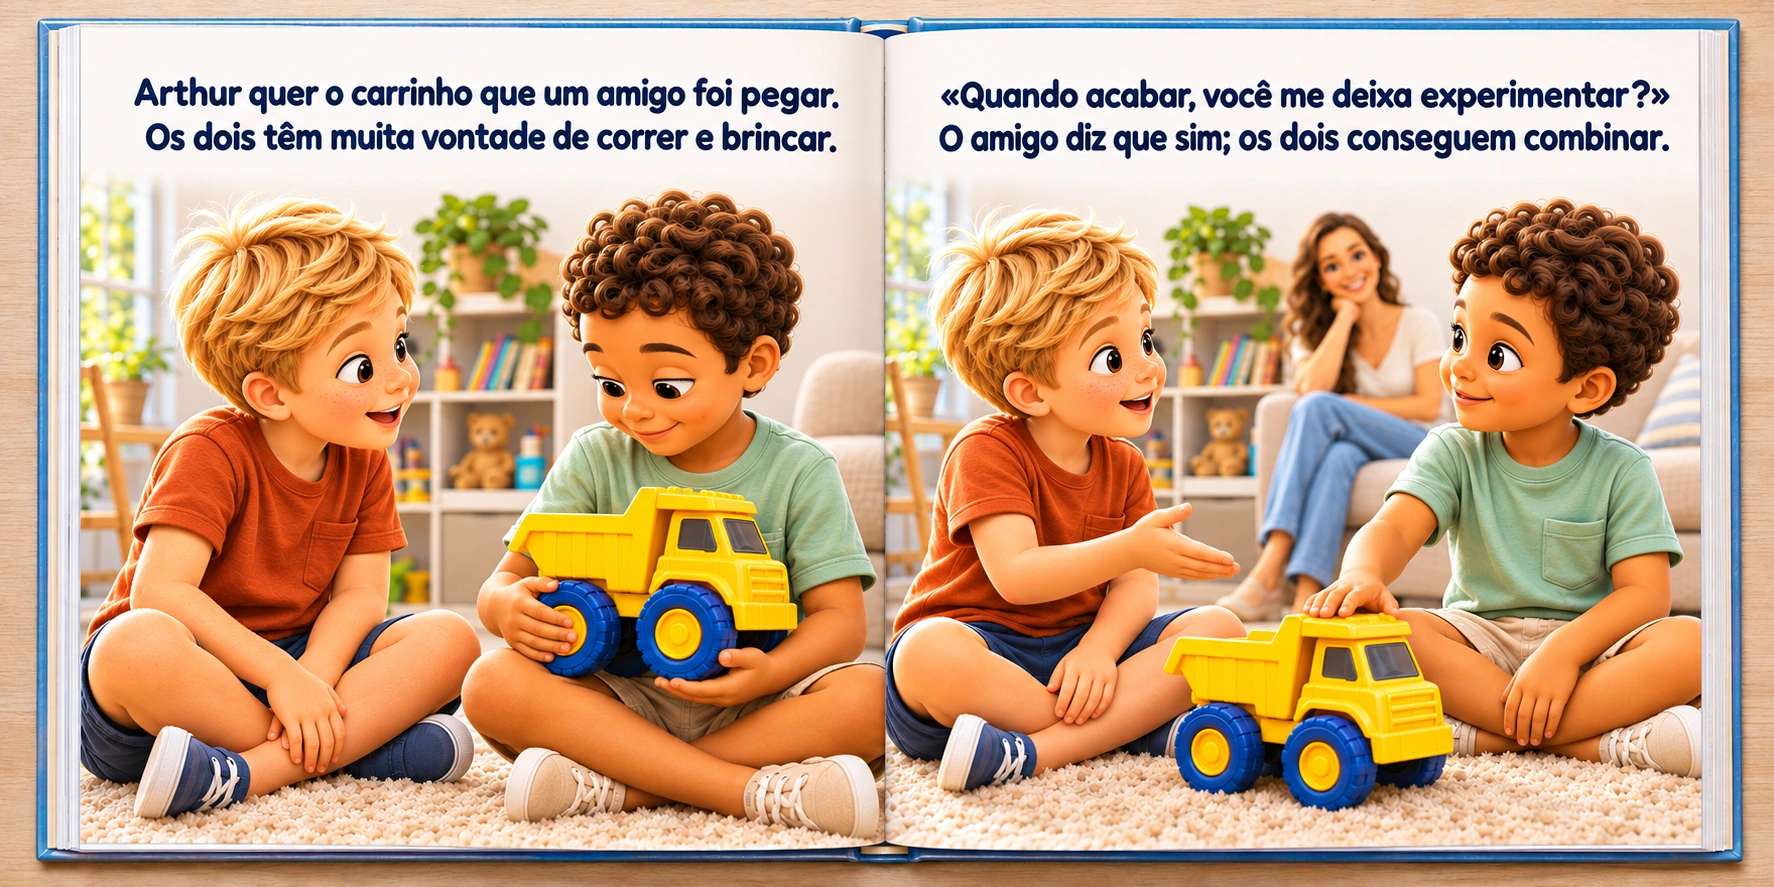 Arthur quer o carrinho que um amigo foi pegar.
Os dois têm muita vontade de correr e brincar.
«Quando acabar, você me deixa experimentar?»
O amigo diz que sim; os dois conseguem combinar.